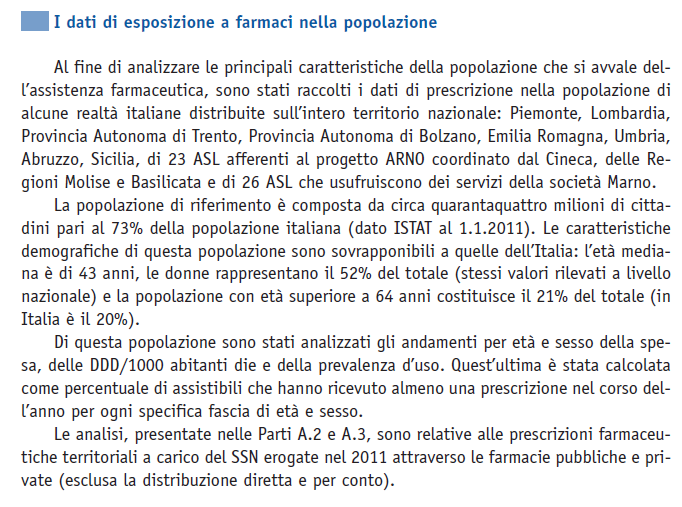 I dati di esposizione a farmaci nella popolazione
Al fine di analizzare le principali caratteristiche della popolazione che si avvale del-
l’assistenza farmaceutica, sono stati raccolti i dati di prescrizione nella popolazione di
alcune realtà italiane distribuite sull’intero territorio nazionale: Piemonte, Lombardia,
Provincia Autonoma di Trento, Provincia Autonoma di Bolzano, Emilia Romagna, Umbria,
Abruzzo, Sicilia, di 23 ASL afferenti al progetto ARNO coordinato dal Cineca, delle Re-
gioni Molise e Basilicata e di 26 ASL che usufruiscono dei servizi della società Marno.
La popolazione di riferimento è composta da circa quarantaquattro milioni di citta-
dini pari al 73% della popolazione italiana (dato ISTAT al 1.1.2011). Le caratteristiche
demografiche di questa popolazione sono sovrapponibili a quelle dell’Italia: l’età media-
na è di 43 anni, le donne rappresentano il 52% del totale (stessi valori rilevati a livello
nazionale) e la popolazione con età superiore a 64 anni costituisce il 21% del totale (in
Italia è il 20%).
Di questa popolazione sono stati analizzati gli andamenti per età e sesso della spe-
sa, delle DDD/1000 abitanti die e della prevalenza d’uso. Quest’ultima è stata calcolata
come percentuale di assistibili che hanno ricevuto almeno una prescrizione nel corso del-
l’anno per ogni specifica fascia di età e sesso.
Le analisi, presentate nelle Parti A.2 e A.3, sono relative alle prescrizioni farmaceu-
tiche territoriali a carico del SSN erogate nel 2011 attraverso le farmacie pubbliche e pri-
vate (esclusa la distribuzione diretta e per conto).